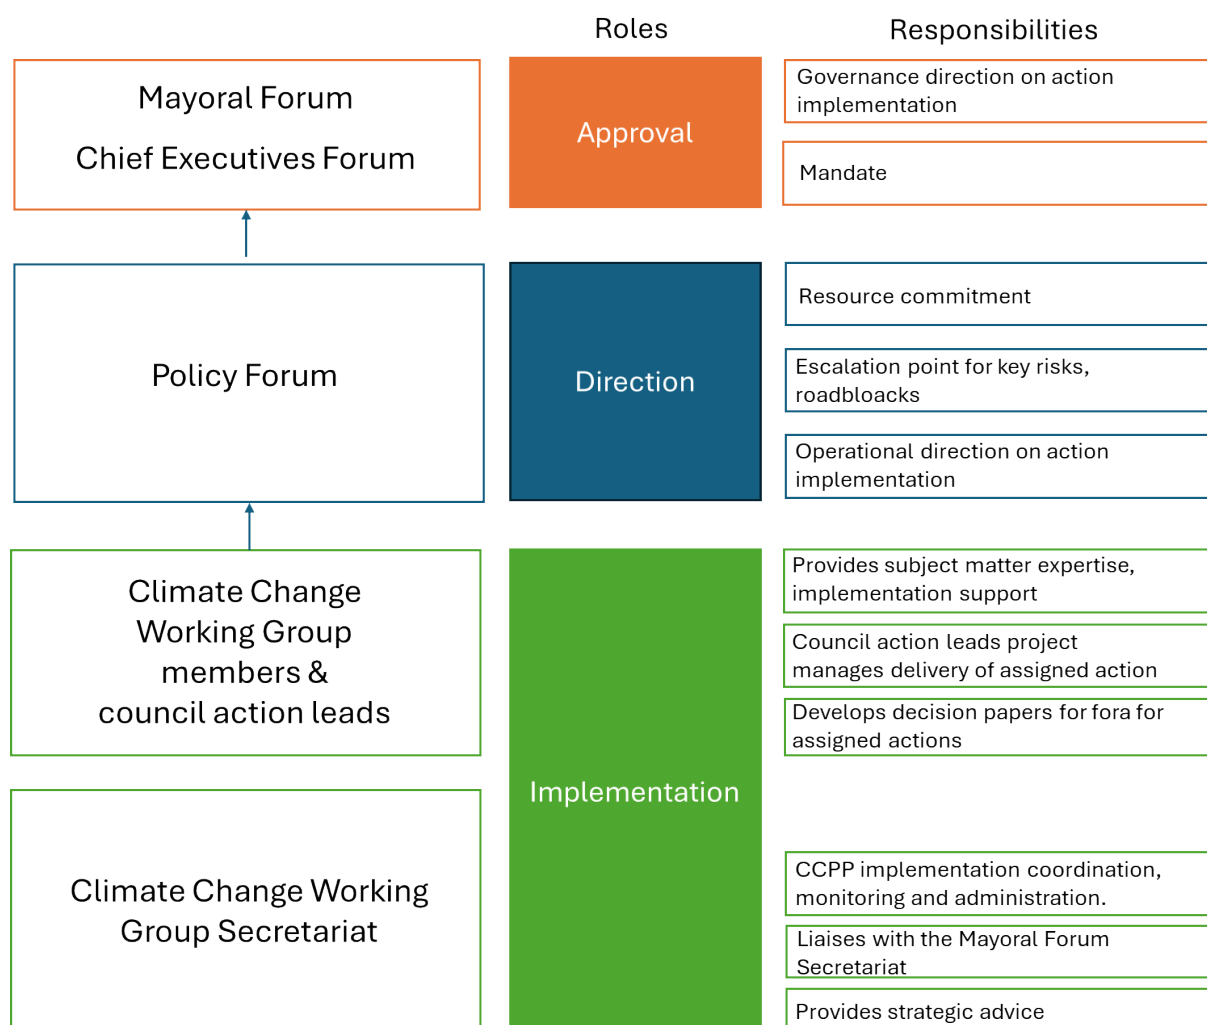 Roles
Responsibilities
Mayoral Forum
Chief Executives Forum
Approval
Governance direction on action
implementation
Mandate
Policy Forum
Direction
Resource commitment
Escalation point for key risks,
roadbloacks
Operational direction on action
implementation
Climate Change
Working Group
members &
council action leads
Implementation
Provides subject matter expertise,
implementation support
Council action leads project
manages delivery of assigned action
Develops decision papers for fora for
assigned actions
Climate Change Working
Group Secretariat
CCPP implementation coordination,
monitoring and administration.
Liaises with the Mayoral Forum
Secretariat
Provides strategic advice